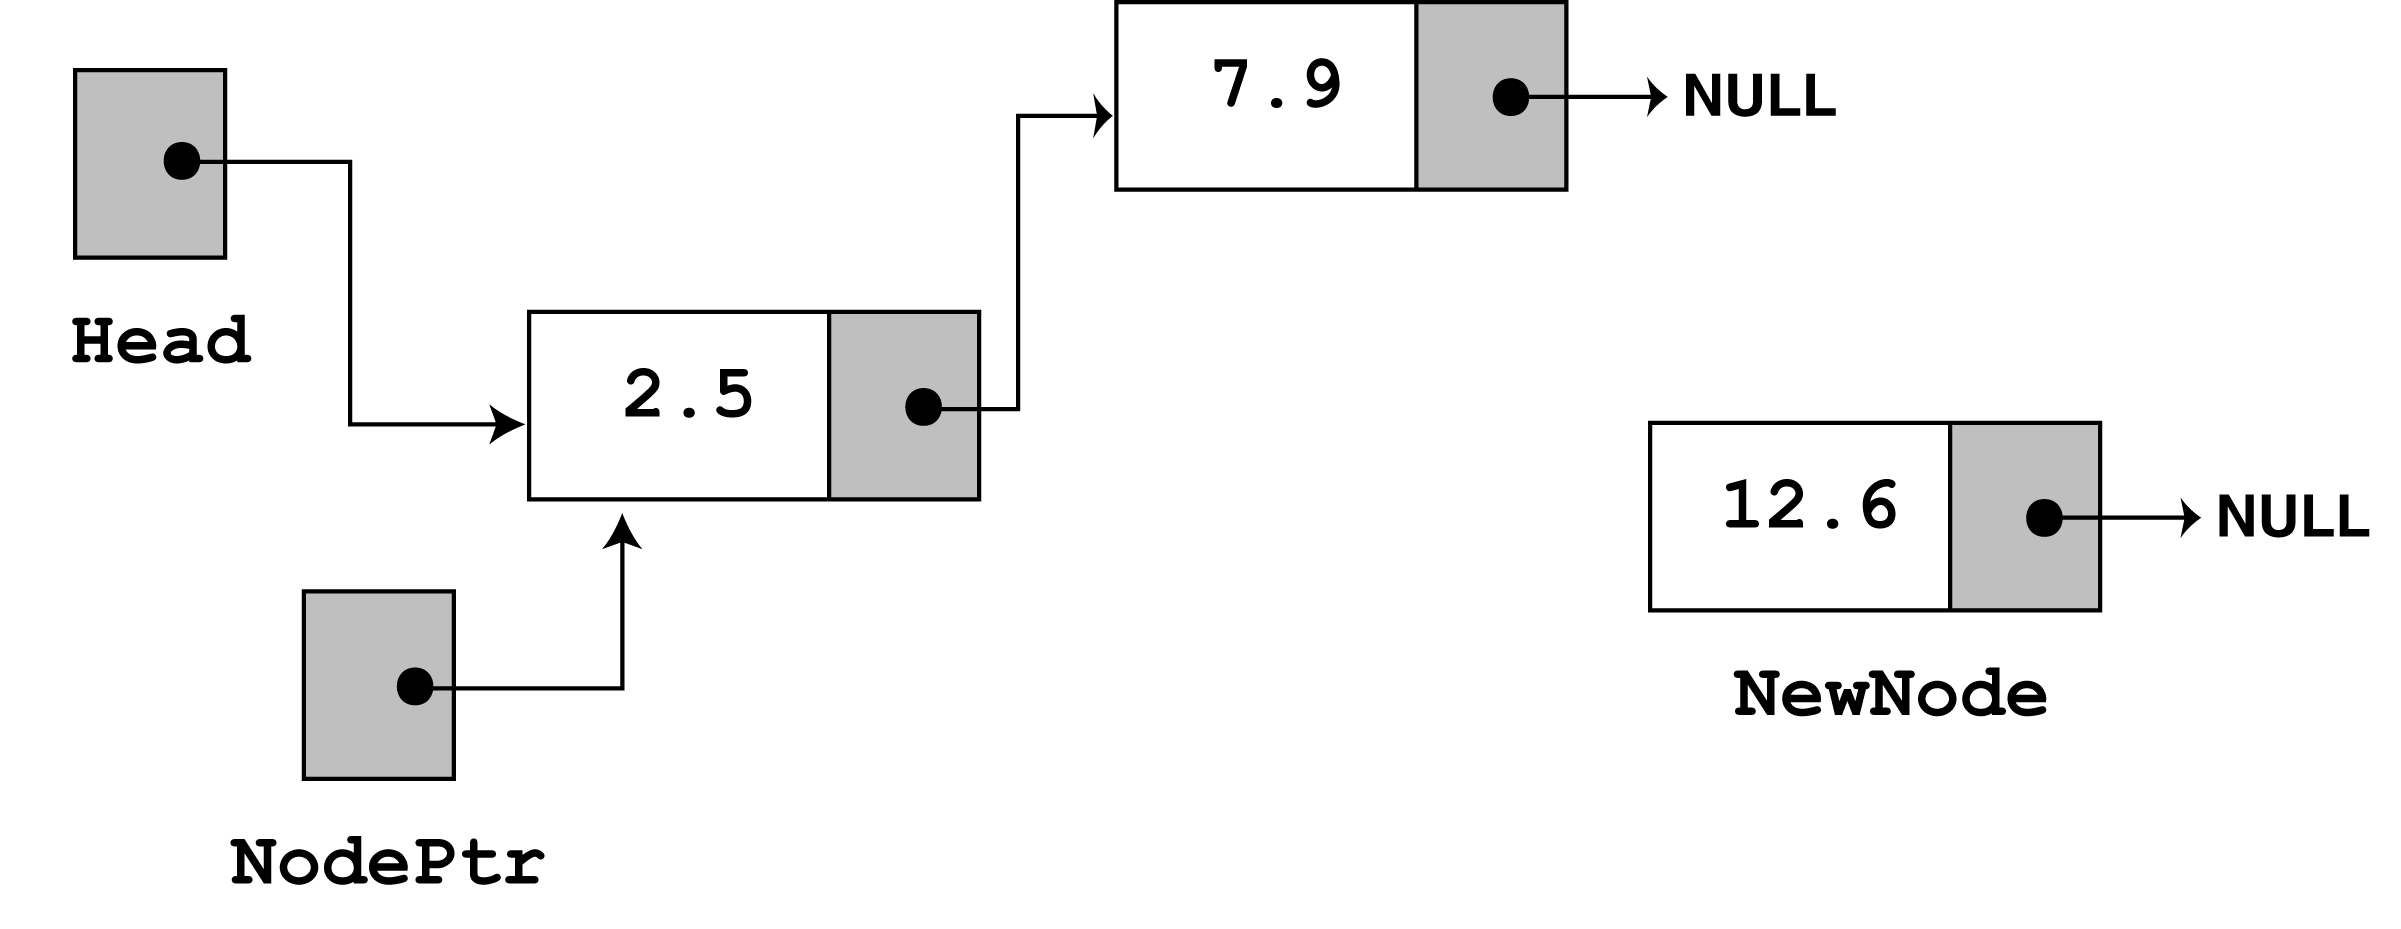 7.9
NULL
Head
2.5
12.6
NULL
NewNode
NodePtr